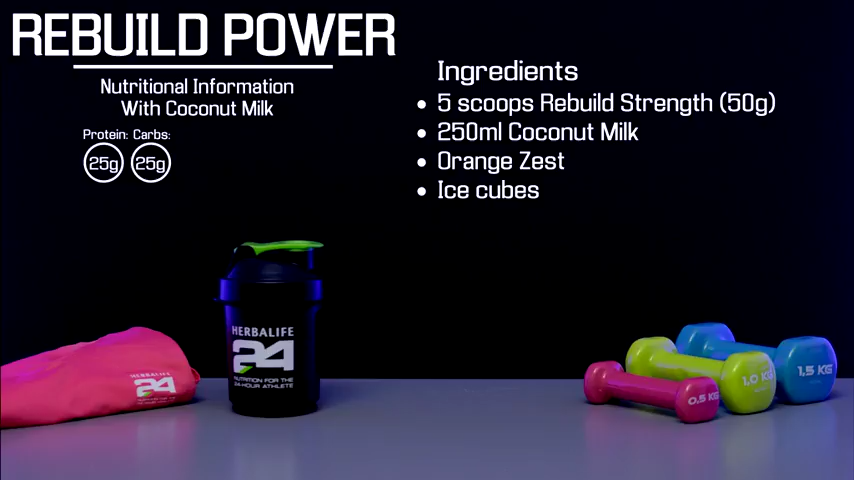 REBUILD POWER
Nutritional Information
With Coconut Milk
Protein: Carbs:
25g 25g
Ingredients
• 5 scoops Rebuild Strength (50g)
• 250ml Coconut Milk
• Orange Zest
• Ice cubes
HERBALIFE
24
HERBALIFE
24
NUTRITION FOR THE
24-HOUR ATHLETE
0.5 KG
1.0 KG
1.5 KG